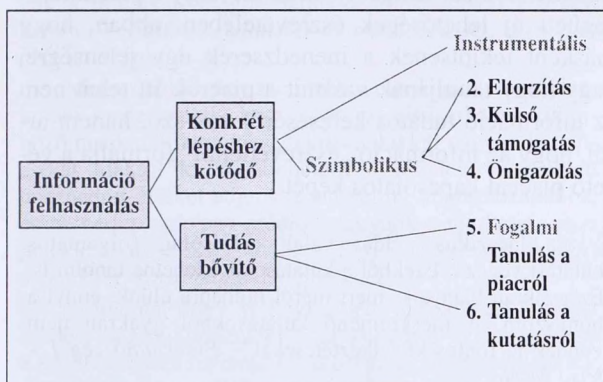 Instrumentális
2. Eltorzítás
3. Külső
támogatás
4. Önigazolás
Konkrét
lépéshez
kötődő
Szimbolikus
Információ
felhasználás
Tudás
bővítő
5. Fogalmi
Tanulás a
piacról
6. Tanulás a
kutatásról